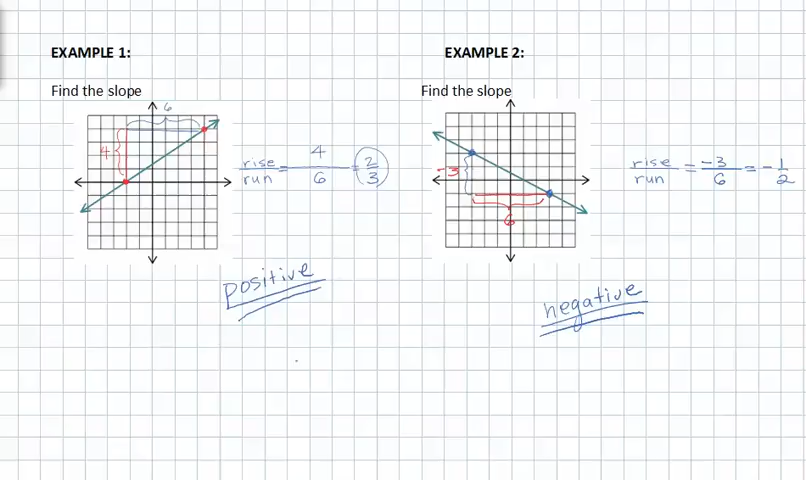 EXAMPLE 1:
Find the slope
6
4
rise/run = 4/6 = 2/3
positive
EXAMPLE 2:
Find the slope
-3
6
rise/run = -3/6 = -1/2
negative